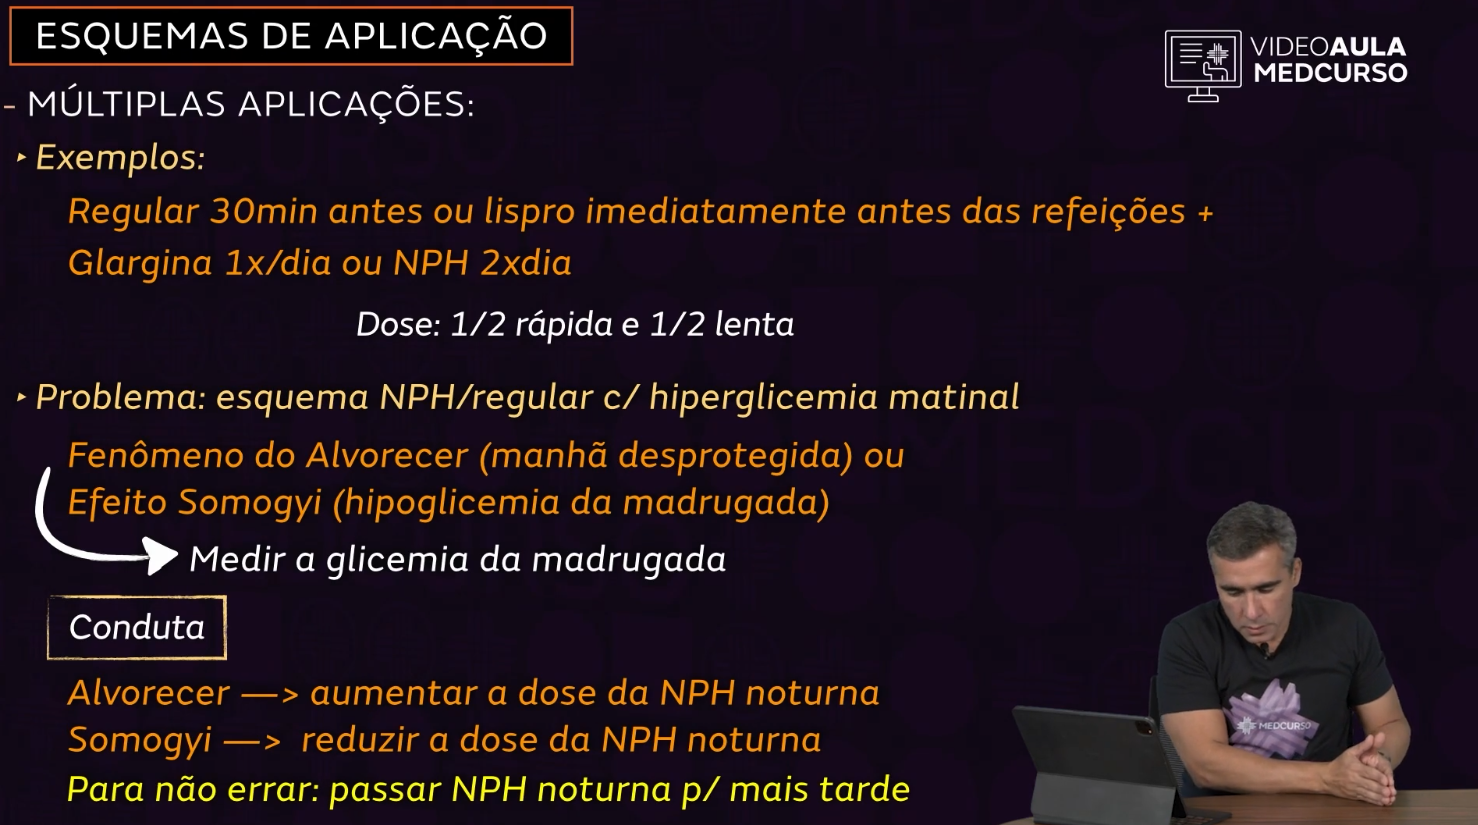 ESQUEMAS DE APLICAÇÃO
VIDEOAULA
MEDCURSO
- MÚLTIPLAS APLICAÇÕES:
‣ Exemplos:
Regular 30min antes ou lispro imediatamente antes das refeições +
Glargina 1x/dia ou NPH 2xdia
Dose: 1/2 rápida e 1/2 lenta
‣ Problema: esquema NPH/regular c/ hiperglicemia matinal
Fenômeno do Alvorecer (manhã desprotegida) ou
Efeito Somogyi (hipoglicemia da madrugada)
Medir a glicemia da madrugada
Conduta
Alvorecer —> aumentar a dose da NPH noturna
Somogyi —> reduzir a dose da NPH noturna
Para não errar: passar NPH noturna p/ mais tarde
MEDCURSO